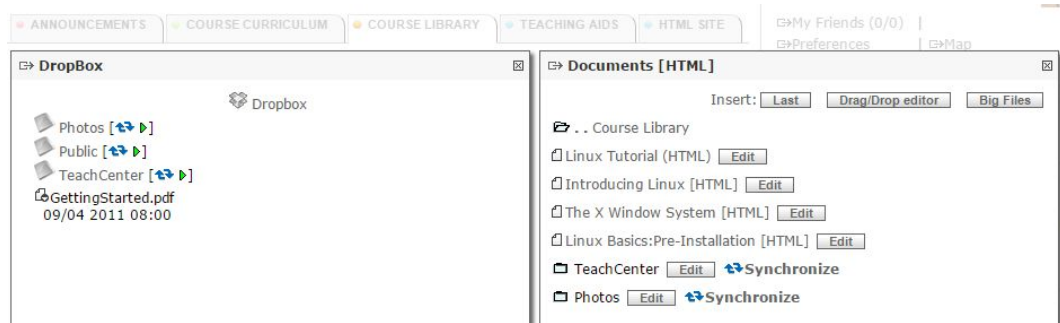 ANNOUNCEMENTS COURSE CURRICULUM COURSE LIBRARY TEACHING AIDS HTML SITE
My Friends (0/0) |
Preferences | Map
DropBox
Dropbox
Photos [ ]
Public [ ]
TeachCenter [ ]
GettingStarted.pdf
09/04 2011 08:00
Documents [HTML]
Insert: Last Drag/Drop editor Big Files
. . Course Library
Linux Tutorial (HTML) Edit
Introducing Linux [HTML] Edit
The X Window System [HTML] Edit
Linux Basics:Pre-Installation [HTML] Edit
TeachCenter Edit Synchronize
Photos Edit Synchronize